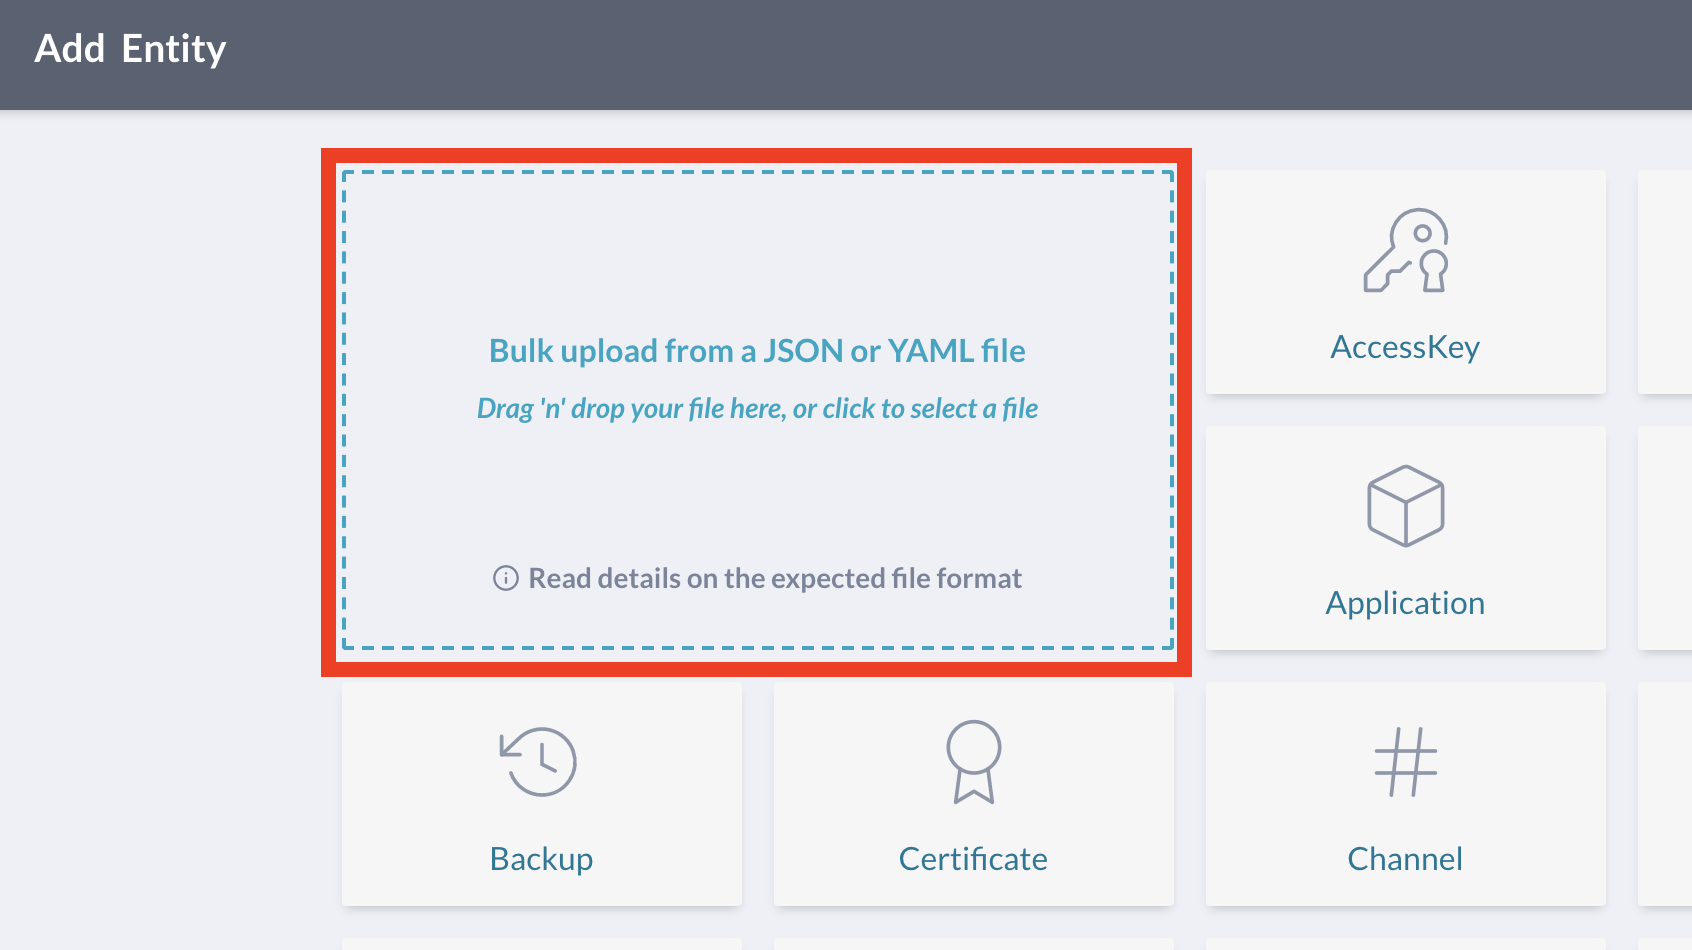 Add Entity
Bulk upload from a JSON or YAML file
Drag 'n' drop your file here, or click to select a file
Read details on the expected file format
AccessKey
Application
Backup
Certificate
Channel